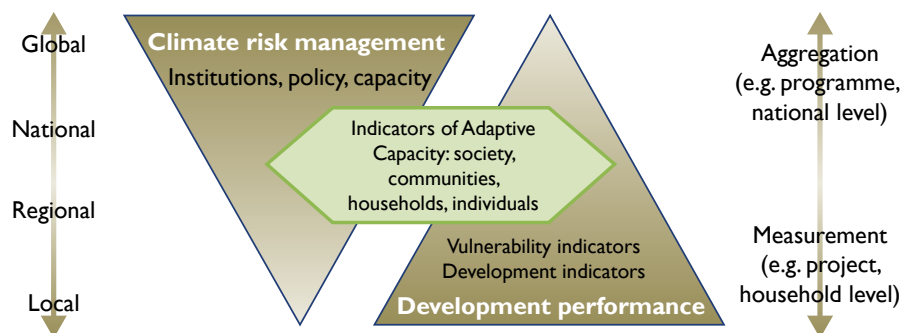 Global
National
Regional
Local
Climate risk management
Institutions, policy, capacity
Indicators of Adaptive
Capacity: society,
communities,
households, individuals
Vulnerability indicators
Development indicators
Development performance
Aggregation
(e.g. programme,
national level)
Measurement
(e.g. project,
household level)